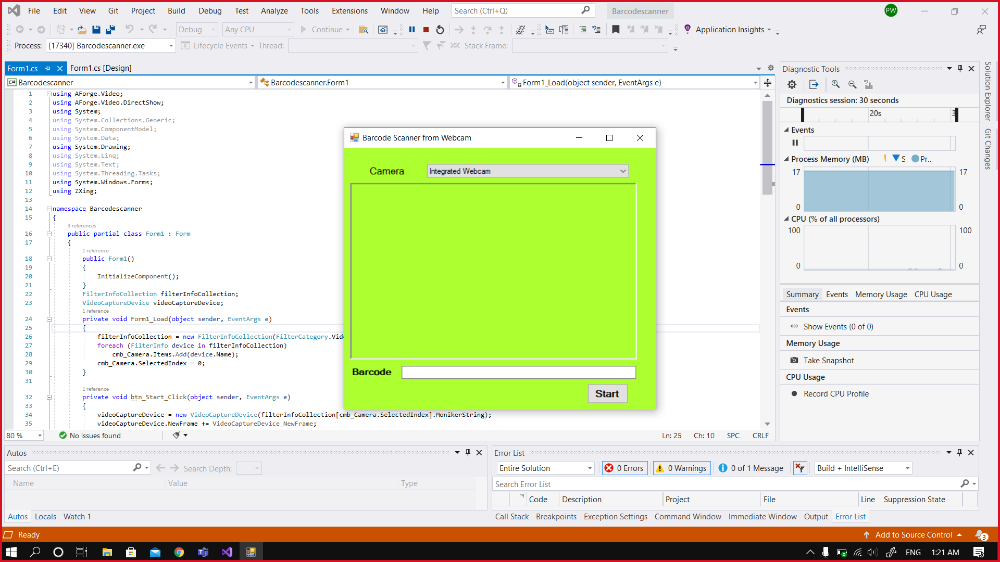 File Edit View Git Project Build Debug Test Analyze Tools Extensions Window Help Search (Ctrl+Q) Barcodescanner PW
Debug Any CPU Continue Application Insights
Process: [17340] Barcodescanner.exe Lifecycle Events Thread: Stack Frame:
Form1.cs Form1.cs [Design]
C# Barcodescanner Barcodescanner.Form1 Form1_Load(object sender, EventArgs e)
1 using AForge.Video;
2 using AForge.Video.DirectShow;
3 using System;
4 using System.Collections.Generic;
5 using System.ComponentModel;
6 using System.Data;
7 using System.Drawing;
8 using System.Linq;
9 using System.Text;
10 using System.Threading.Tasks;
11 using System.Windows.Forms;
12 using ZXing;
13
14 namespace Barcodescanner
15 {
3 references
16 public partial class Form1 : Form
17 {
1 reference
18 public Form1()
19 {
20 InitializeComponent();
21 }
22 FilterInfoCollection filterInfoCollection;
23 VideoCaptureDevice videoCaptureDevice;
1 reference
24 private void Form1_Load(object sender, EventArgs e)
25 {
26 filterInfoCollection = new FilterInfoCollection(FilterCategory.Vid
27 foreach (FilterInfo device in filterInfoCollection)
28 cmb_Camera.Items.Add(device.Name);
29 cmb_Camera.SelectedIndex = 0;
30 }
31
1 reference
32 private void btn_Start_Click(object sender, EventArgs e)
33 {
34 videoCaptureDevice = new VideoCaptureDevice(filterInfoCollection[cmb_Camera.SelectedIndex].MonikerString);
35 videoCaptureDevice.NewFrame += VideoCaptureDevice_NewFrame;
80 % No issues found Ln: 25 Ch: 10 SPC CRLF
Barcode Scanner from Webcam
Camera Integrated Webcam
Barcode
Start
Diagnostic Tools
Diagnostics session: 30 seconds
20s 3
Events
Process Memory (MB) S Pr...
17 17
0 0
CPU (% of all processors)
100 100
0 0
Summary Events Memory Usage CPU Usage
Events
Show Events (0 of 0)
Memory Usage
Take Snapshot
CPU Usage
Record CPU Profile
Solution Explorer
Git Changes
Autos
Search (Ctrl+E) Search Depth:
Name Value Type
Autos Locals Watch 1
Error List
Entire Solution 0 Errors 0 Warnings 0 of 1 Message Build + IntelliSense
Search Error List
Code Description Project File Line Suppression State
Call Stack Breakpoints Exception Settings Command Window Immediate Window Output Error List
Ready Add to Source Control 3
ENG 1:21 AM